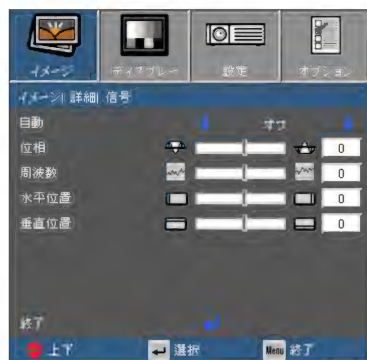 イメージ ディスプレー 設定 オプション
イメージ| 詳細| 信号
自動 オフ
位相 0
周波数 0
水平位置 0
垂直位置 0
終了
上下 選択 Menu 終了